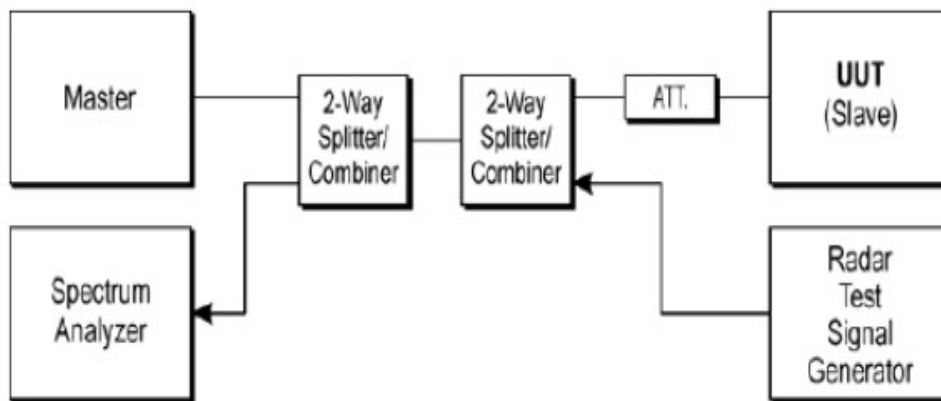 Master
2-Way
Splitter/
Combiner
2-Way
Splitter/
Combiner
ATT.
UUT
(Slave)
Spectrum
Analyzer
Radar
Test
Signal
Generator